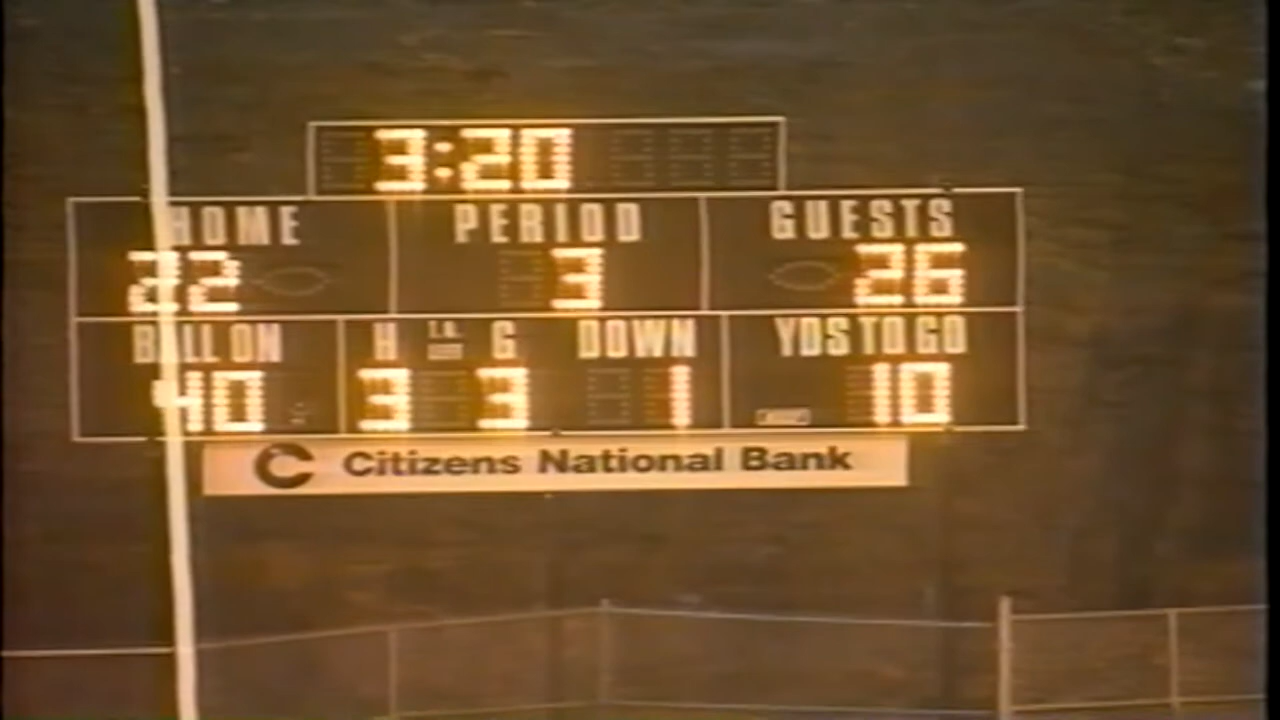 3:20
HOME PERIOD GUESTS
22 3 26
BALL ON H G DOWN YDS TO GO
40 3 3 1 10
C Citizens National Bank